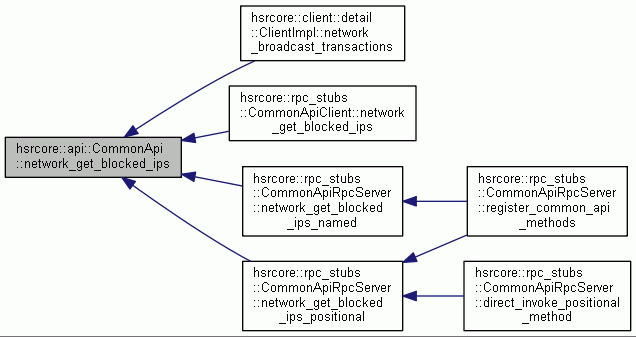 hsrcore::client::detail
::ClientImpl::network
_broadcast_transactions
hsrcore::rpc_stubs
::CommonApiClient::network
_get_blocked_ips
hsrcore::api::CommonApi
::network_get_blocked_ips
hsrcore::rpc_stubs
::CommonApiRpcServer
::network_get_blocked
_ips_named
hsrcore::rpc_stubs
::CommonApiRpcServer
::register_common_api
_methods
hsrcore::rpc_stubs
::CommonApiRpcServer
::network_get_blocked
_ips_positional
hsrcore::rpc_stubs
::CommonApiRpcServer
::direct_invoke_positional
_method